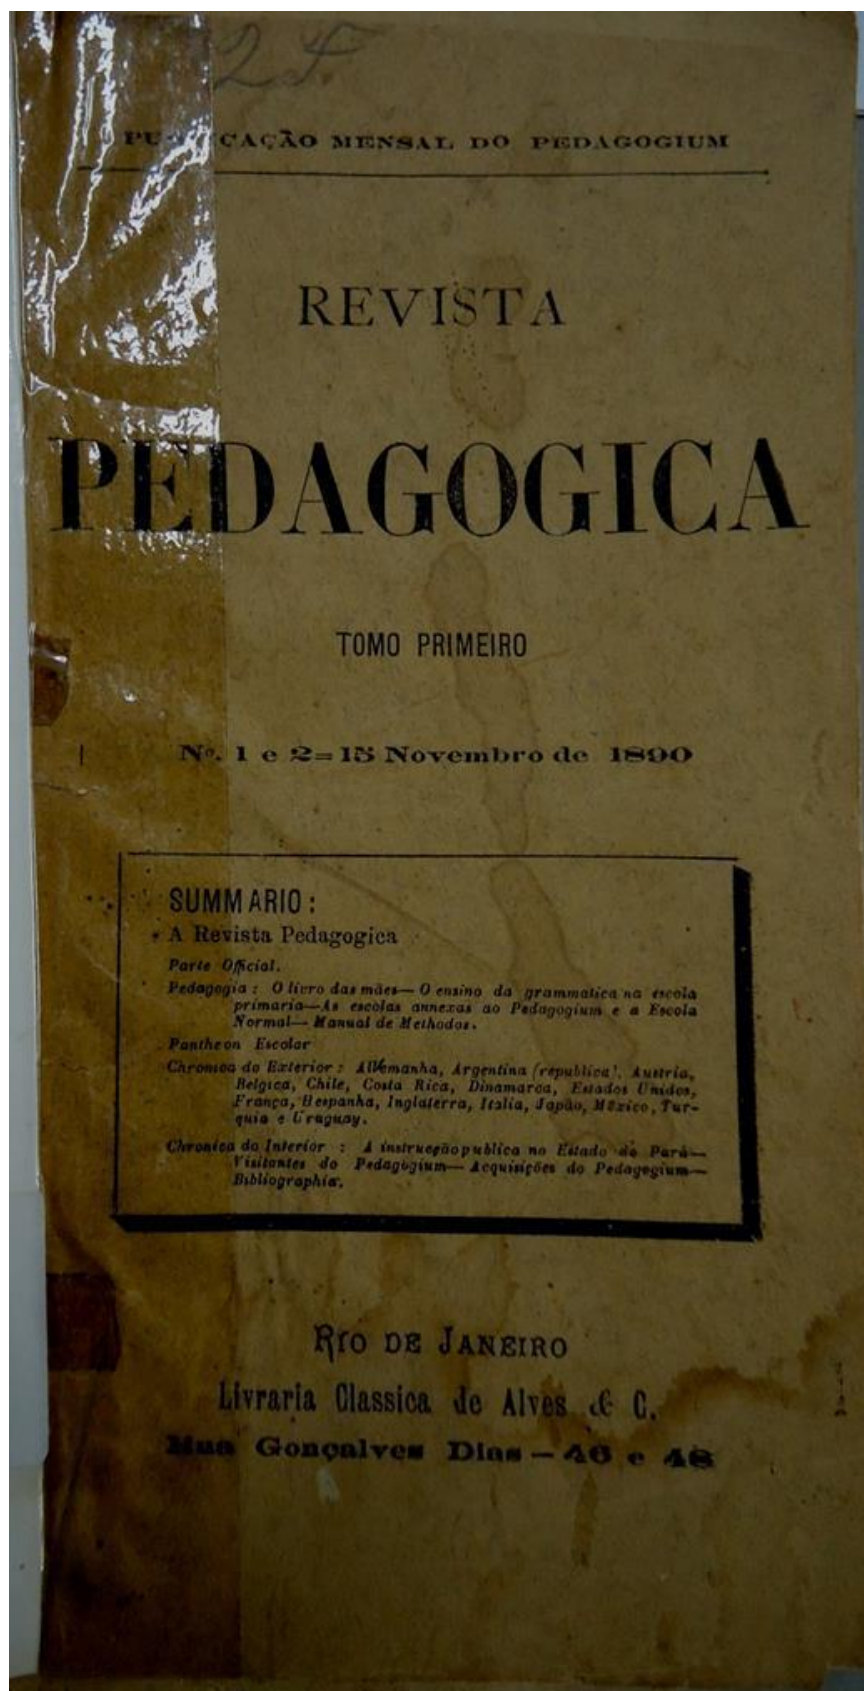 2 F.
PUBLICAÇÃO MENSAL DO PEDAGOGIUM
REVISTA
PEDAGOGICA
TOMO PRIMEIRO
Nº. 1 e 2=15 Novembro de 1890
SUMMARIO:
A Revista Pedagogica
Parte Official.
Pedagogia: O livro das mães—O ensino da grammatica na escola
primaria—As escolas annexas ao Pedagogium e a Escola
Normal—Manual de Methodos.
Pantheon Escolar
Chronica do Exterior: Allemanha, Argentina (republica), Austria,
Belgica, Chile, Costa Rica, Dinamarca, Estados Unidos,
França, Hespanha, Inglaterra, Italia, Japão, México, Tur-
quia e Uruguay.
Chronica do Interior : A instrucção publica no Estado do Pará—
Visitantes do Pedagogium—Acquisições do Pedagogium—
Bibliographia.
RIO DE JANEIRO
Livraria Classica de Alves & C.
Rua Gonçalves Dias — 46 e 48